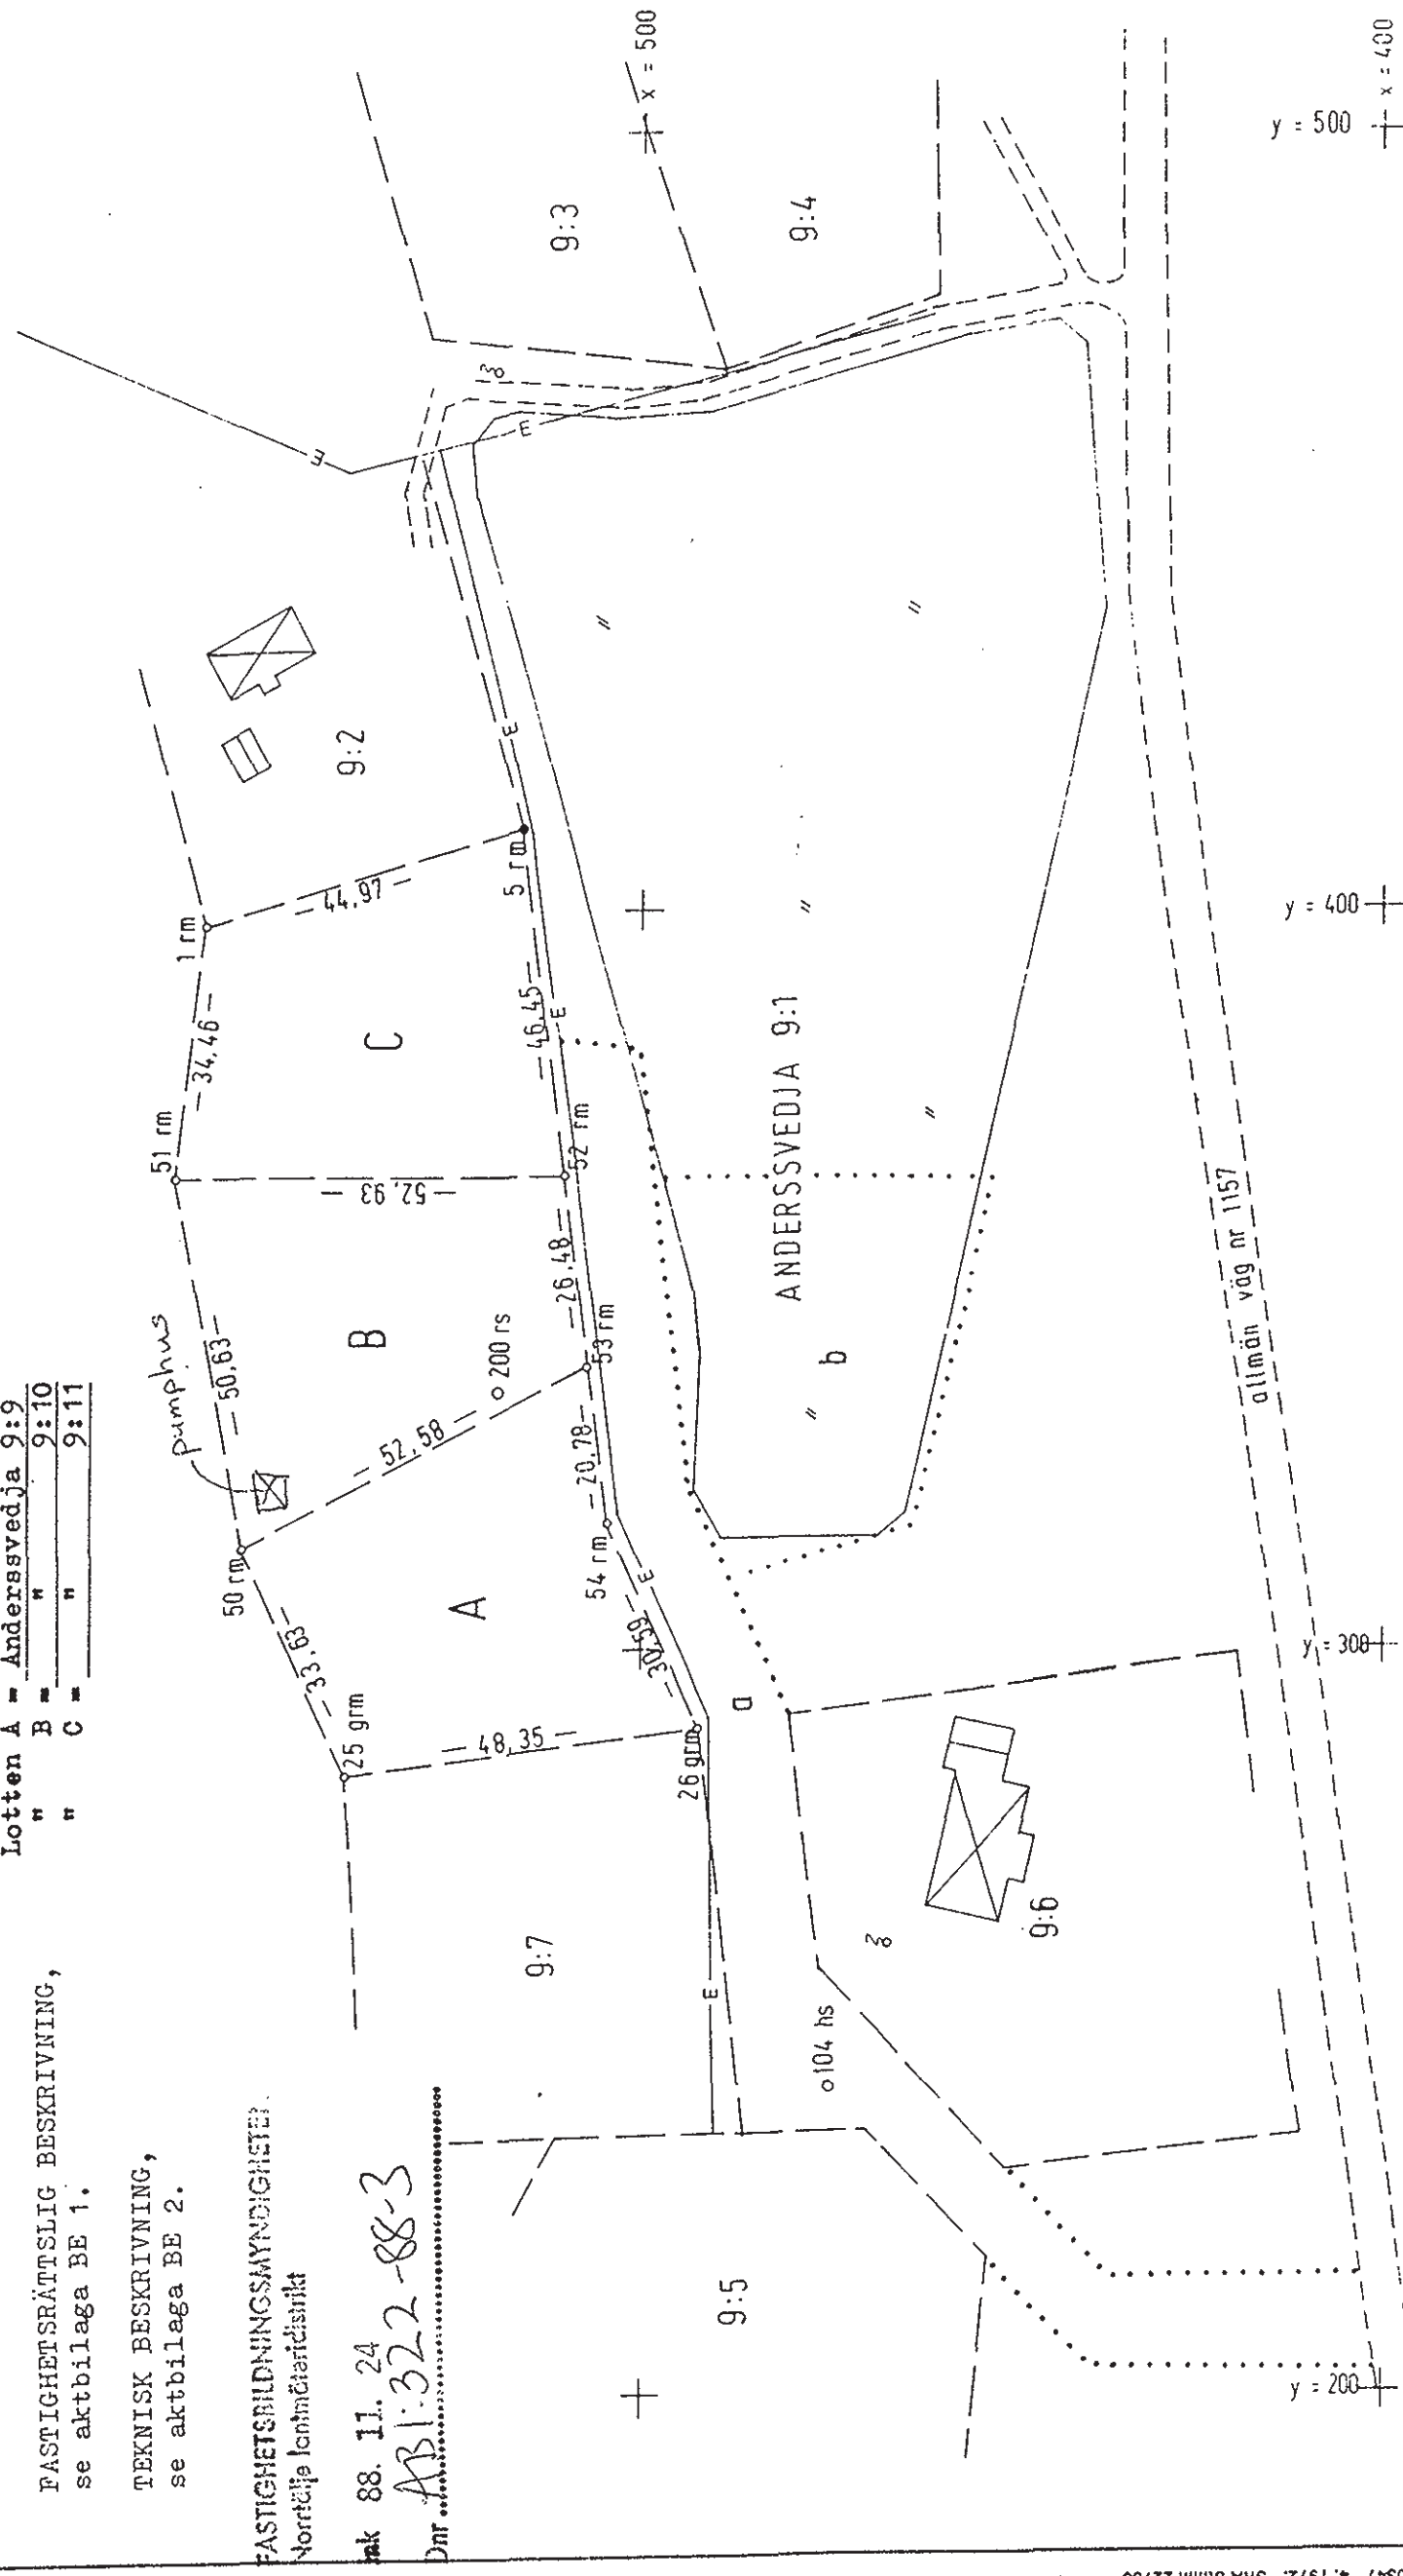 Lotten A = Anderssvedja 9:9
" B = " 9:10
" C = " 9:11
FASTIGHETSRÄTTSLIG BESKRIVNING,
se aktbilaga BE 1.
TEKNISK BESKRIVNING,
se aktbilaga BE 2.
FASTIGHETSBILDNINGSMYNDIGHETEN
Norrtälje lantmäteridistrikt
Ink 88. 11. 24
Dnr AB1:322-88-3
pumphus
50 rm
51 rm
1 rm
25 grm
33,63
50,63
34,46
44,97
52,93
52,58
48,35
A
B
C
200 rs
9:2
9:3
9:4
9:7
9:5
9:6
5 rm
52 rm
53 rm
54 rm
26 grm
46,45
26,48
20,78
30,59
E
E
E
E
E
E
a
b
ANDERSSVEDJA 9:1
104 hs
allmän väg nr 1157
x = 500
x = 400
y = 500
y = 400
y = 300
y = 200